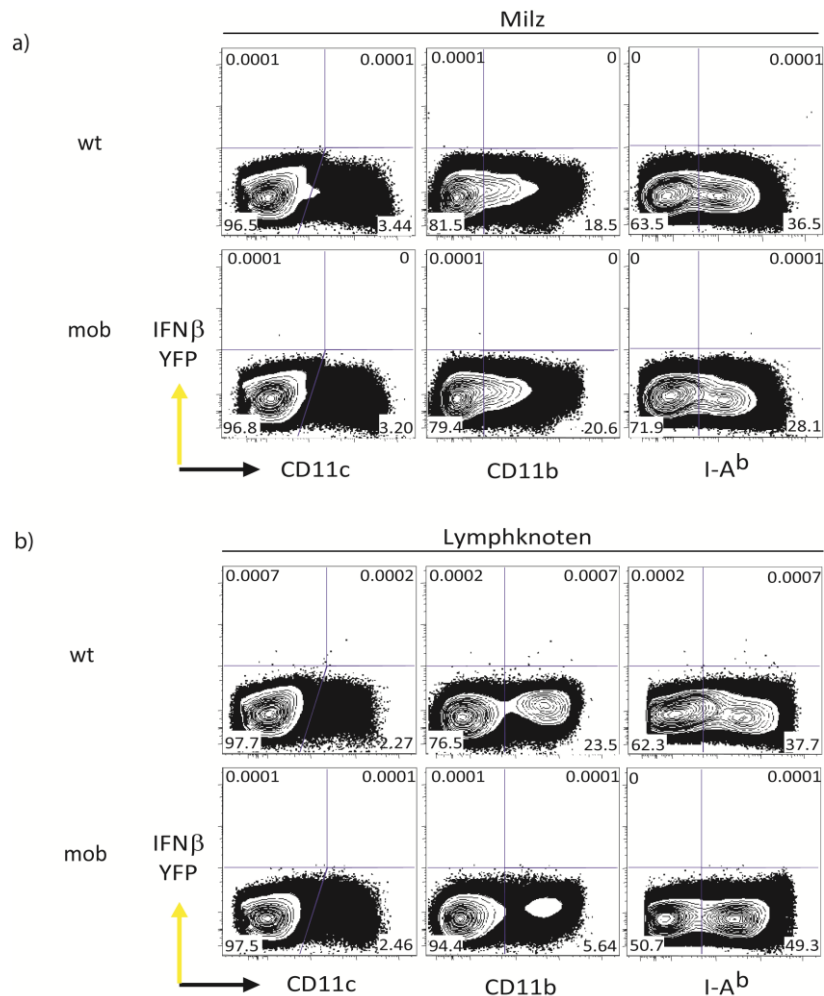 Milz
a)
0.0001 0.0001 0.0001 0 0 0.0001
wt
96.5 3.44 81.5 18.5 63.5 36.5
0.0001 0 0.0001 0.0001 0 0.0001
mob IFNβ
YFP
96.8 3.20 79.4 20.6 71.9 28.1
CD11c CD11b I-Aᵇ
b)
Lymphknoten
0.0007 0.0002 0.0002 0.0007 0.0002 0.0007
wt
97.7 2.27 76.5 23.5 62.3 37.7
0.0001 0.0001 0.0001 0.0001 0 0.0001
mob IFNβ
YFP
97.5 2.46 94.4 5.64 50.7 49.3
CD11c CD11b I-Aᵇ